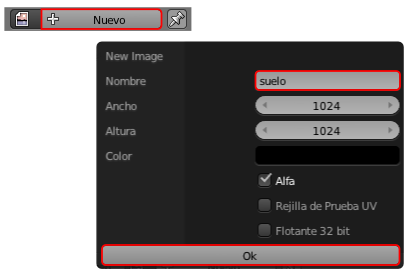 Nuevo
New Image
Nombre suelo
Ancho 1024
Altura 1024
Color
Alfa
Rejilla de Prueba UV
Flotante 32 bit
Ok